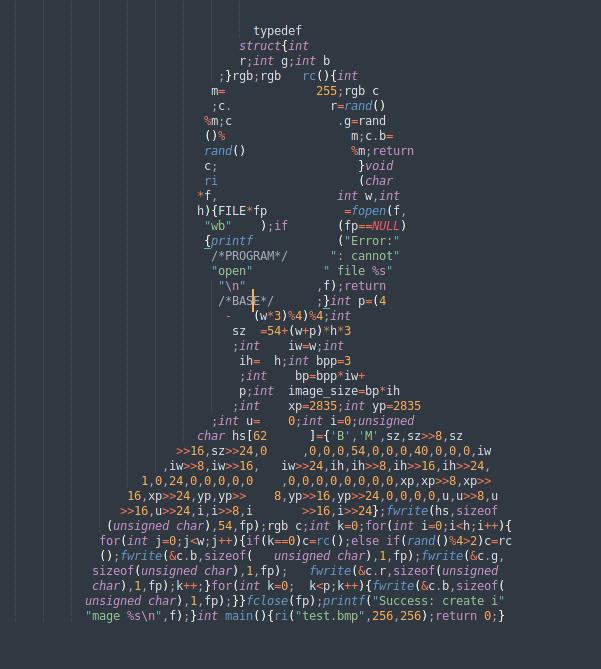 typedef
struct{int
r;int g;int b
;}rgb;rgb rc(){int
m= 255;rgb c
;c. r=rand()
%m;c .g=rand
()% m;c.b=
rand() %m;return
c; }void
ri (char
*f, int w,int
h){FILE*fp =fopen(f,
"wb" );if (fp==NULL)
{printf ("Error:"
/*PROGRAM*/ ": cannot"
"open" " file %s"
"\n" ,f);return
/*BASE*/ ;}int p=(4
- (w*3)%4)%4;int
sz =54+(w+p)*h*3
;int iw=w;int
ih= h;int bpp=3
;int bp=bpp*iw+
p;int image_size=bp*ih
;int xp=2835;int yp=2835
;int u= 0;int i=0;unsigned
char hs[62 ]={'B','M',sz,sz>>8,sz
>>16,sz>>24,0 ,0,0,0,54,0,0,0,40,0,0,0,iw
,iw>>8,iw>>16, iw>>24,ih,ih>>8,ih>>16,ih>>24,
1,0,24,0,0,0,0,0 ,0,0,0,0,0,0,0,0,xp,xp>>8,xp>>
16,xp>>24,yp,yp>> 8,yp>>16,yp>>24,0,0,0,0,u,u>>8,u
>>16,u>>24,i,i>>8,i >>16,i>>24};fwrite(hs,sizeof
(unsigned char),54,fp);rgb c;int k=0;for(int i=0;i<h;i++){
for(int j=0;j<w;j++){if(k==0)c=rc();else if(rand()%4>2)c=rc
();fwrite(&c.b,sizeof( unsigned char),1,fp);fwrite(&c.g,
sizeof(unsigned char),1,fp); fwrite(&c.r,sizeof(unsigned
char),1,fp);k++;}for(int k=0; k<p;k++){fwrite(&c.b,sizeof(
unsigned char),1,fp);}}fclose(fp);printf("Success: create i"
"mage %s\n",f);}int main(){ri("test.bmp",256,256);return 0;}